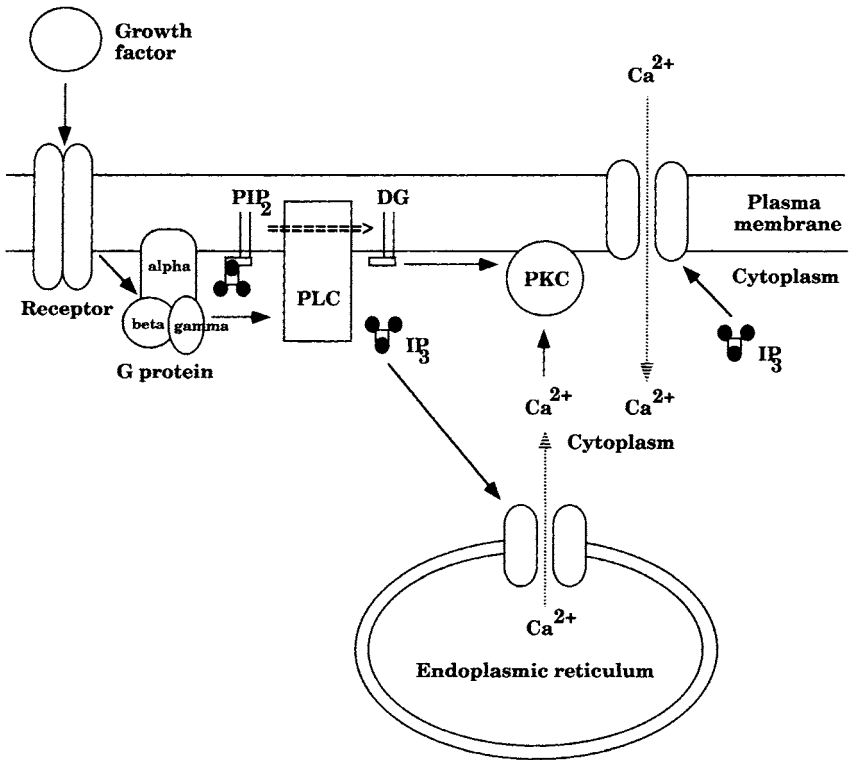 Growth
factor
Ca2+
PIP2
DG
Plasma
membrane
alpha
Cytoplasm
PKC
PLC
Receptor
beta
gamma
IP3
IP3
G protein
Ca2+
Ca2+
Cytoplasm
Ca2+
Endoplasmic reticulum